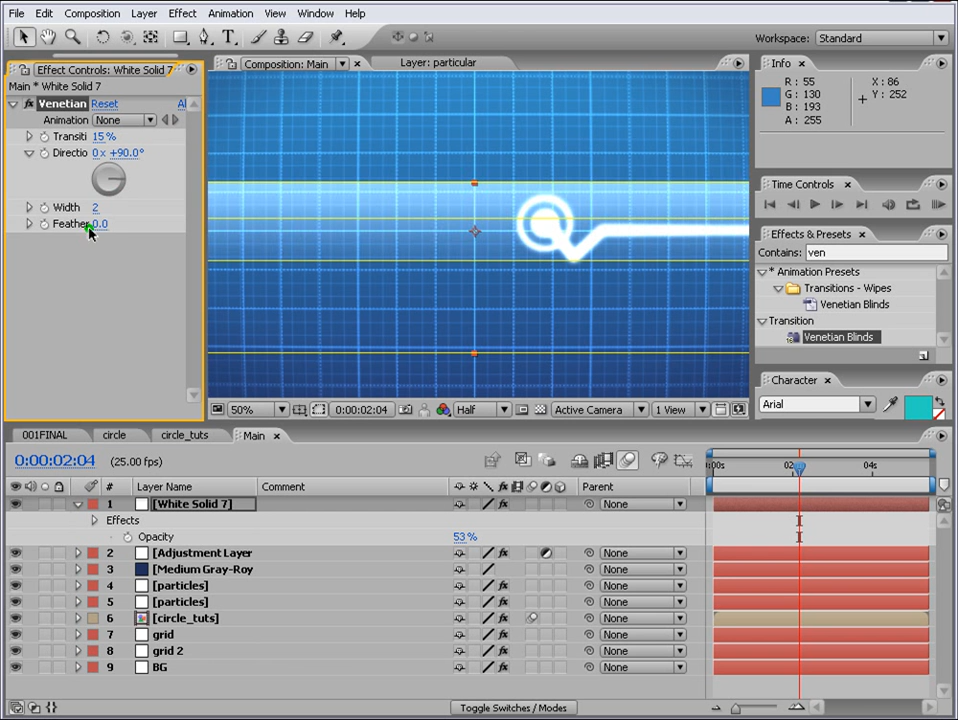 File Edit Composition Layer Effect Animation View Window Help
Workspace: Standard
Effect Controls: White Solid 7
Main * White Solid 7
fx Venetian Reset Al
Animation None
Transiti 15%
Directio 0x +90.0°
Width 2
Feather 0.0
Composition: Main
Layer: particular
50% 0:00:02:04 Half Active Camera 1 View
Info
R: 55 X: 86
G: 130 Y: 252
B: 193
A: 255
Time Controls
Effects & Presets
Contains: ven
* Animation Presets
Transitions - Wipes
Venetian Blinds
Transition
Venetian Blinds
Character
Arial
001FINAL circle circle_tuts Main
0:00:02:04 (25.00 fps)
# Layer Name Comment Parent
:00s 02 04s
1 [White Solid 7]
Effects
Opacity 53%
2 [Adjustment Layer None
3 [Medium Gray-Roy None
4 [particles] None
5 [particles] None
6 [circle_tuts] None
7 grid None
8 grid 2 None
9 BG None
Toggle Switches / Modes